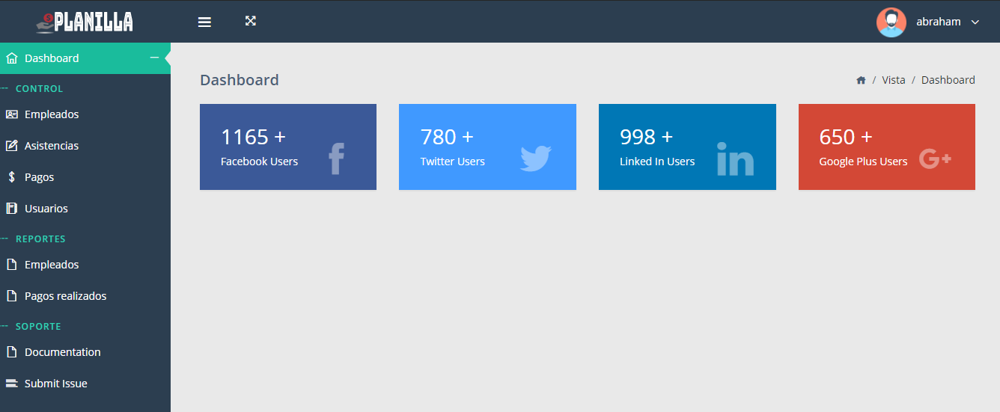 PLANILLA
abraham
Dashboard
CONTROL
Empleados
Asistencias
Pagos
Usuarios
REPORTES
Empleados
Pagos realizados
SOPORTE
Documentation
Submit Issue
Dashboard
/ Vista / Dashboard
1165 +
Facebook Users
780 +
Twitter Users
998 +
Linked In Users
650 +
Google Plus Users